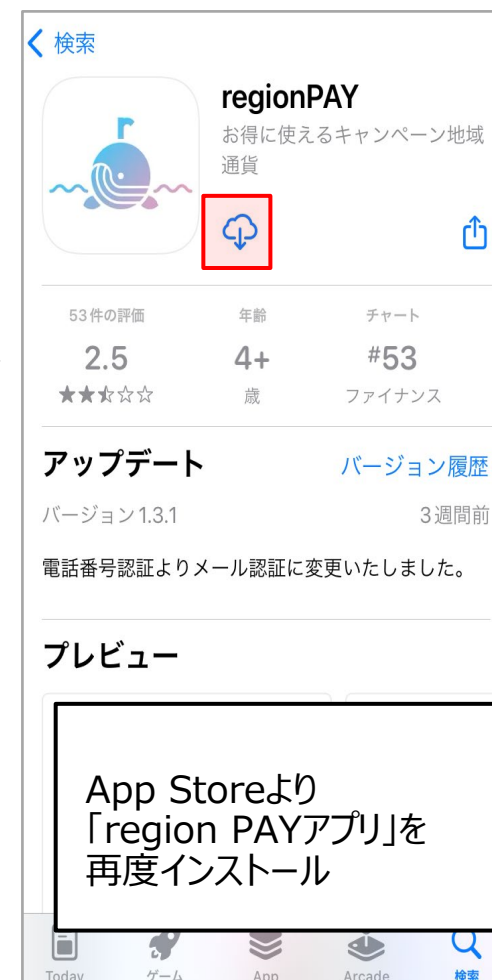 検索
regionPAY
お得に使えるキャンペーン地域
通貨
53件の評価
年齢
チャート
2.5
4+
#53
★★☆☆☆
歳
ファイナンス
アップデート
バージョン履歴
バージョン 1.3.1
3週間前
電話番号認証よりメール認証に変更いたしました。
プレビュー
App Storeより
「region PAYアプリ」を
再度インストール
Today
ゲーム
App
Arcade
検索